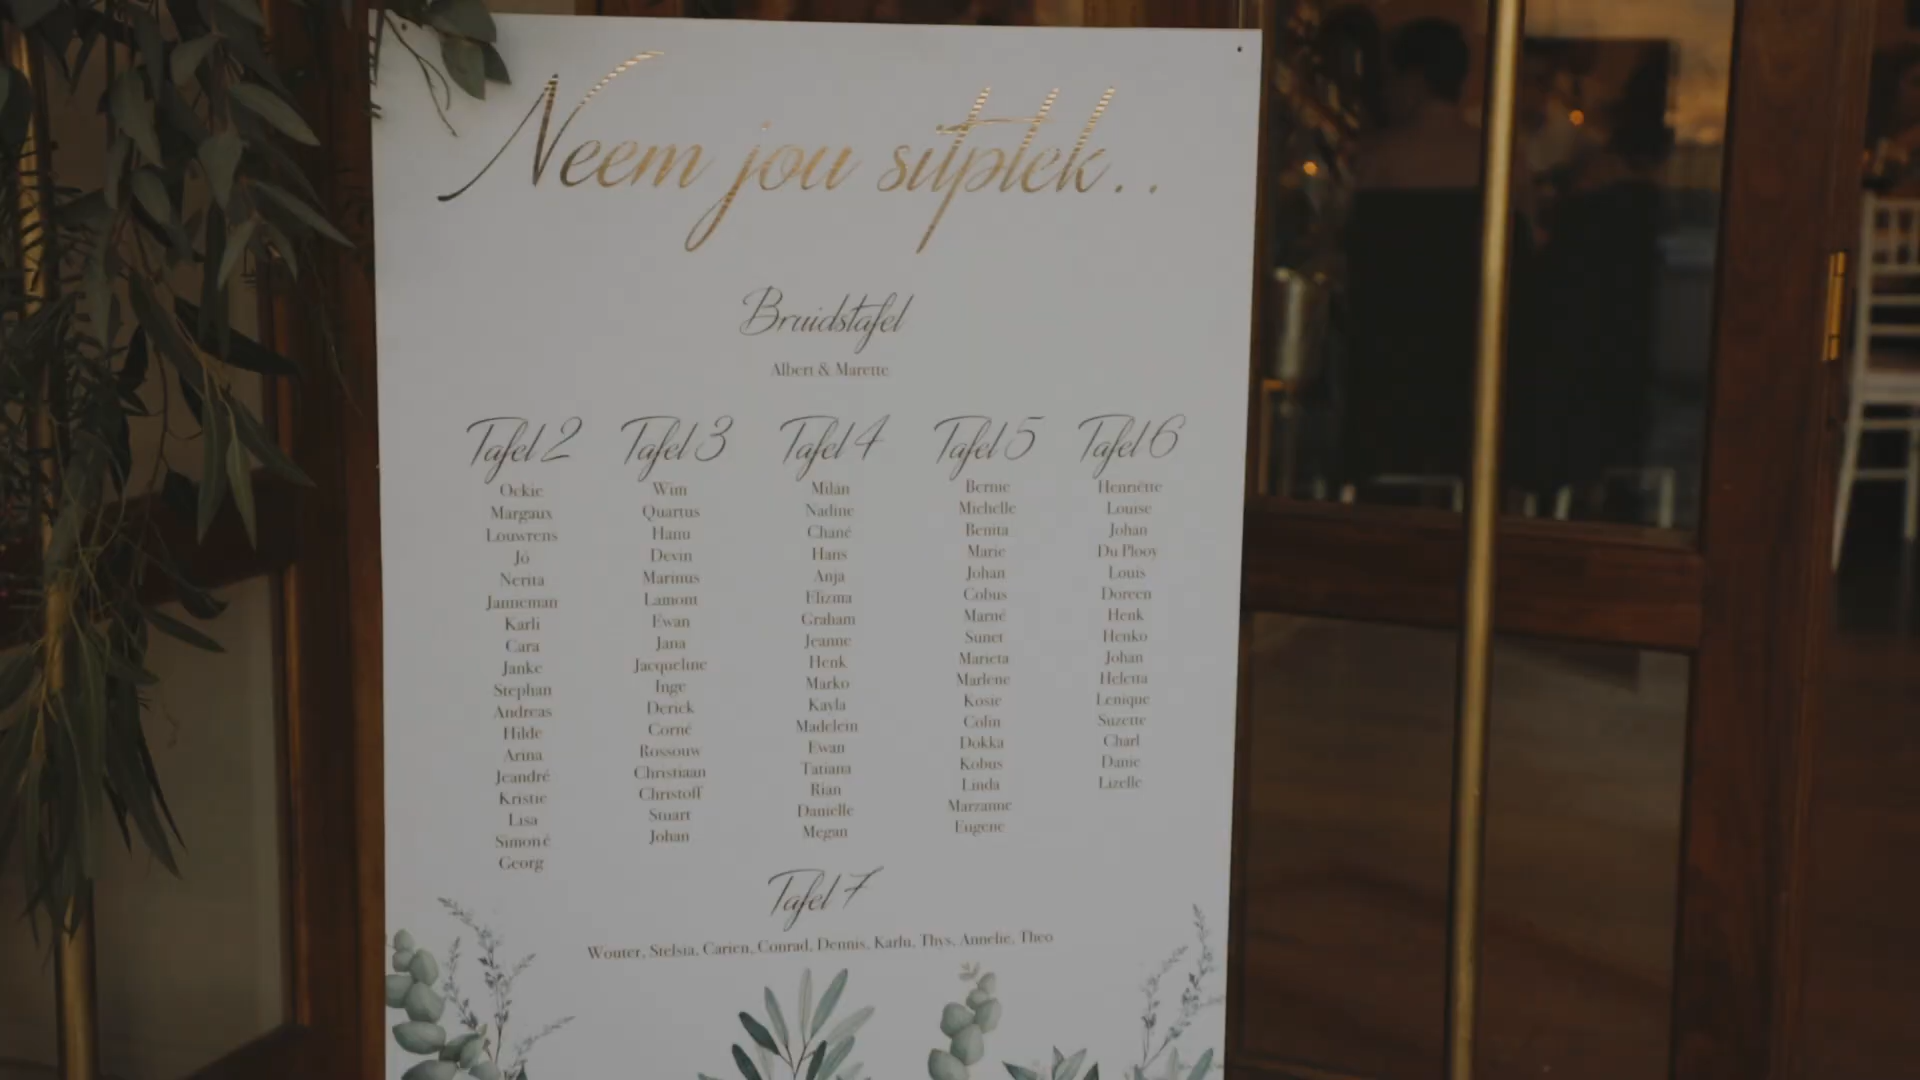 Neem jou sitplek..
Bruidstafel
Albert & Marette
Tafel 2
Ockie
Margaux
Louwrens
Jo
Nerita
Janneman
Karli
Cara
Janke
Stephan
Andreas
Hilde
Arina
Jeandré
Kristie
Lisa
Simoné
Georg
Tafel 3
Wim
Quartus
Hanu
Devin
Marinus
Lamont
Ewan
Jana
Jacqueline
Inge
Derick
Corné
Rossouw
Christiaan
Christoff
Stuart
Johan
Tafel 4
Milan
Nadine
Chané
Hans
Anja
Elizma
Graham
Jeanne
Henk
Marko
Kayla
Madelein
Ewan
Tatiana
Rian
Danielle
Megan
Tafel 5
Bernie
Michelle
Benita
Marie
Johan
Cobus
Marné
Sunet
Marieta
Marlene
Kosie
Colin
Dokka
Kobus
Linda
Marzanne
Eugene
Tafel 6
Henriëtte
Louise
Johan
Du Plooy
Louis
Doreen
Henk
Henko
Johan
Heletta
Lenique
Suzette
Charl
Danie
Lizelle
Tafel 7
Wouter, Stelsia, Carien, Conrad, Dennis, Karlu, Thys, Annelie, Theo